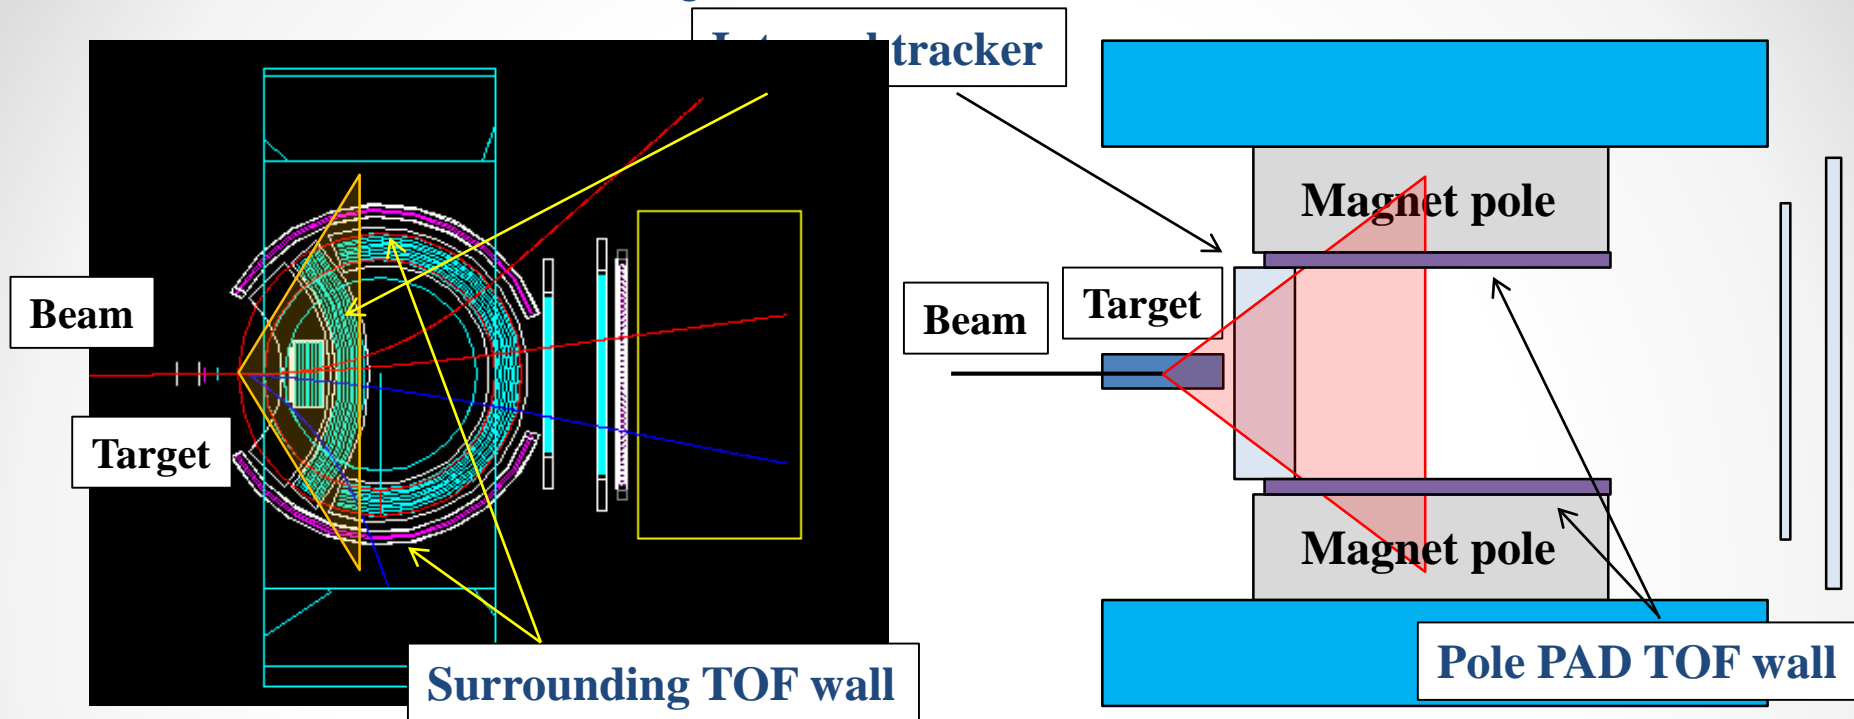 tracker
Magnet pole
Beam
Target
Beam
Target
Magnet pole
Surrounding TOF wall
Pole PAD TOF wall